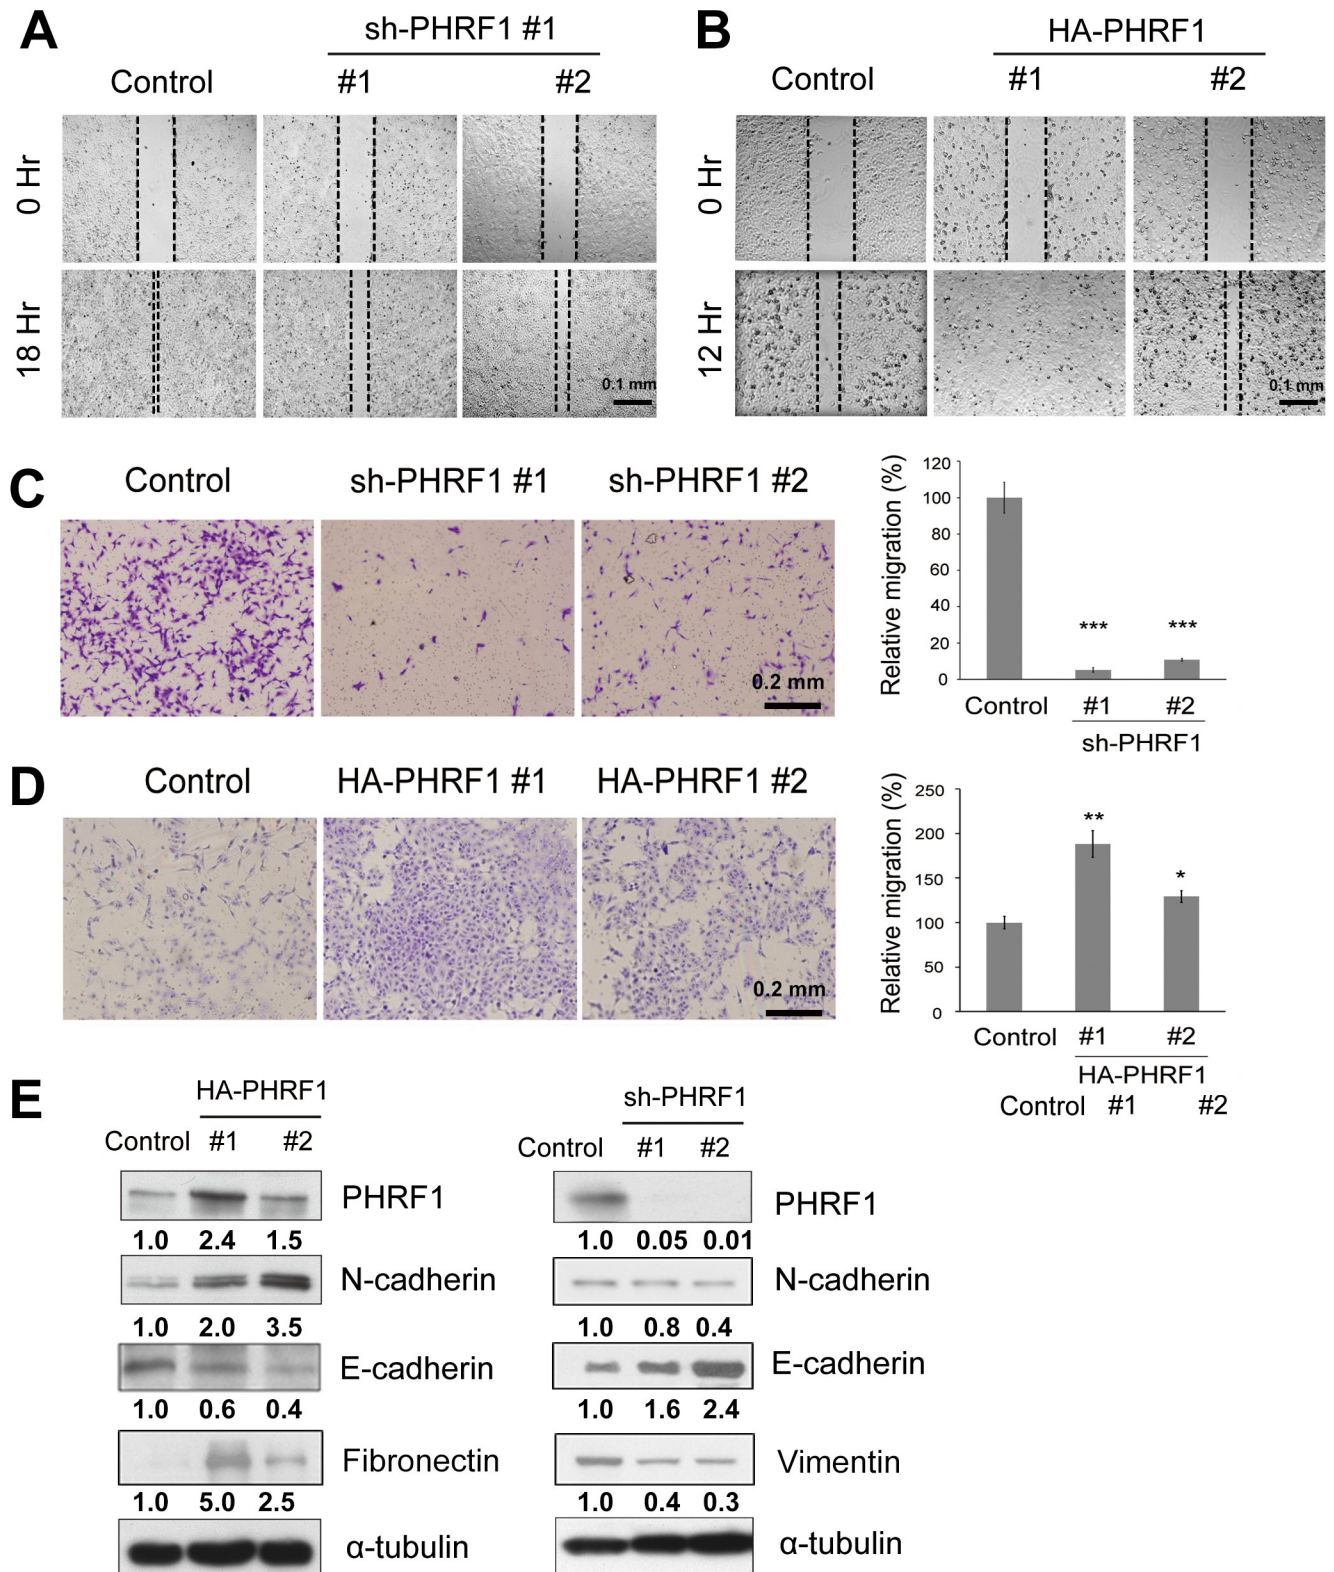 A
sh-PHRF1 #1
Control #1 #2
0 Hr
18 Hr
0.1 mm
B
HA-PHRF1
Control #1 #2
0 Hr
12 Hr
0.1 mm
C
Control sh-PHRF1 #1 sh-PHRF1 #2
0.2 mm
Relative migration (%)
120
100
80
60
40
20
0
*** ***
Control #1 #2
sh-PHRF1
D
Control HA-PHRF1 #1 HA-PHRF1 #2
0.2 mm
Relative migration (%)
250
200
150
100
50
0
**
*
Control #1 #2
HA-PHRF1
Control #1 #2
E
HA-PHRF1
Control #1 #2
PHRF1
1.0 2.4 1.5
N-cadherin
1.0 2.0 3.5
E-cadherin
1.0 0.6 0.4
Fibronectin
1.0 5.0 2.5
α-tubulin
sh-PHRF1
Control #1 #2
PHRF1
1.0 0.05 0.01
N-cadherin
1.0 0.8 0.4
E-cadherin
1.0 1.6 2.4
Vimentin
1.0 0.4 0.3
α-tubulin